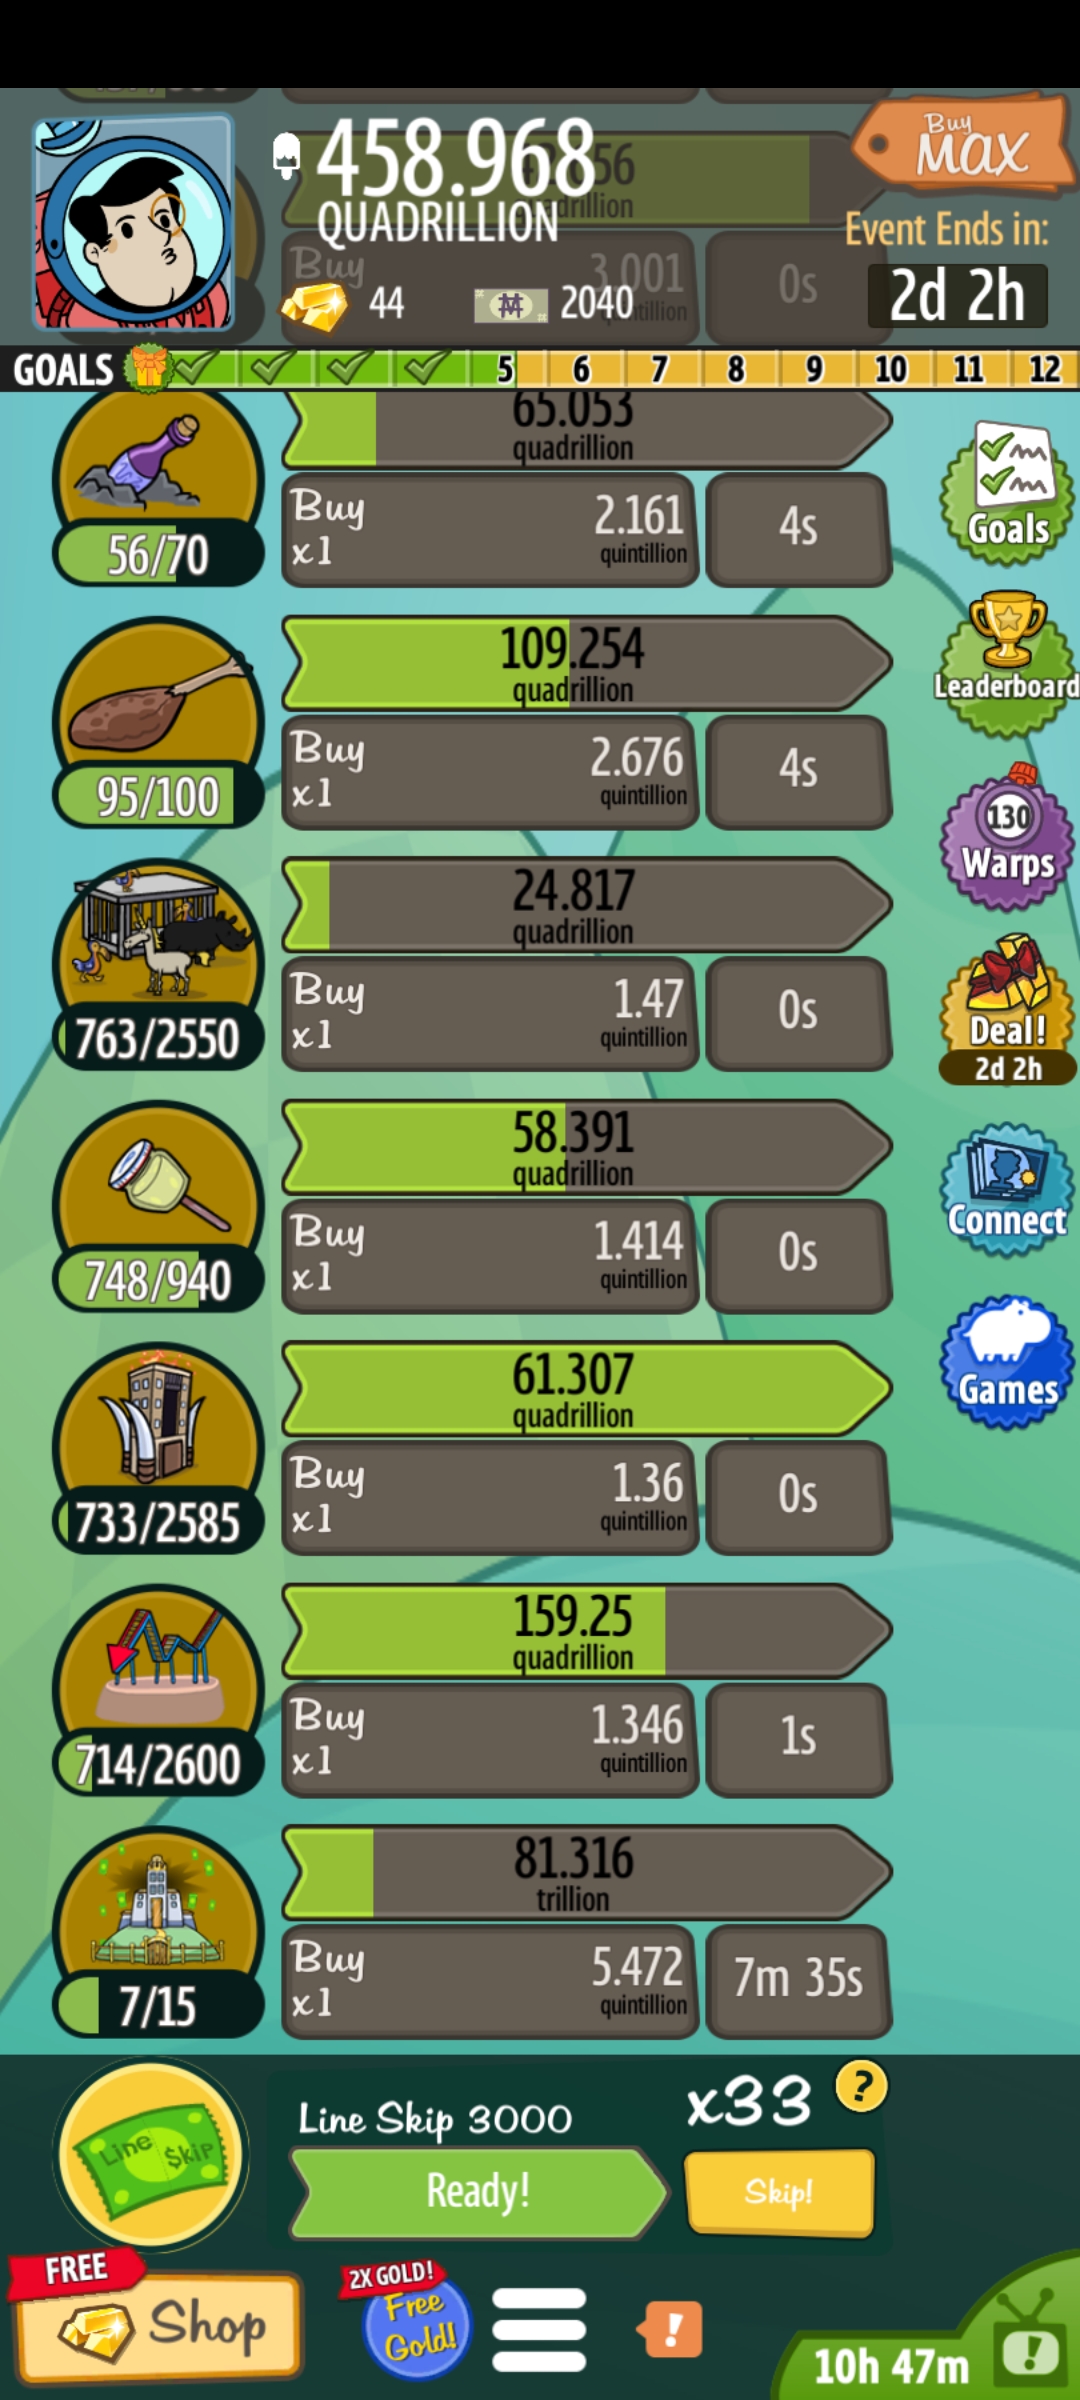 458.968
QUADRILLION
Buy
MAX
Event Ends in:
2d 2h
44
2040
Buy
3.001
0s
GOALS
5
6
7
8
9
10
11
12
65.053
quadrillion
56/70
Buy
x1
2.161
quintillion
4s
Goals
109.254
quadrillion
95/100
Buy
x1
2.676
quintillion
4s
Leaderboard
130
Warps
24.817
quadrillion
763/2550
Buy
x1
1.47
quintillion
0s
Deal!
2d 2h
58.391
quadrillion
748/940
Buy
x1
1.414
quintillion
0s
Connect
61.307
quadrillion
733/2585
Buy
x1
1.36
quintillion
0s
Games
159.25
quadrillion
714/2600
Buy
x1
1.346
quintillion
1s
81.316
trillion
7/15
Buy
x1
5.472
quintillion
7m 35s
Line $kip
Line Skip 3000
x33
?
Ready!
Skip!
FREE
Shop
2X GOLD!
Free
Gold!
!
10h 47m
!